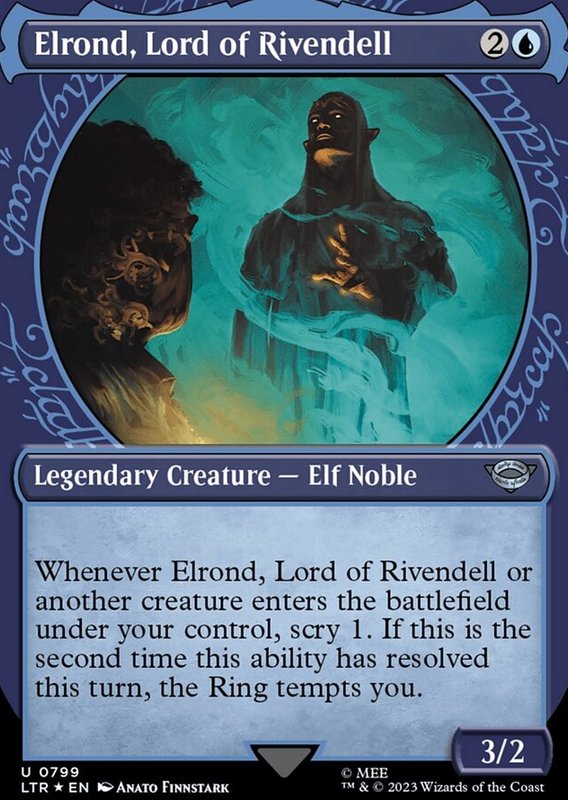 Elrond, Lord of Rivendell 2
Legendary Creature — Elf Noble
Whenever Elrond, Lord of Rivendell or
another creature enters the battlefield
under your control, scry 1. If this is the
second time this ability has resolved
this turn, the Ring tempts you.
3/2
U 0799
LTR ★ EN ANATO FINNSTARK
© MEE
™ & © 2023 Wizards of the Coast